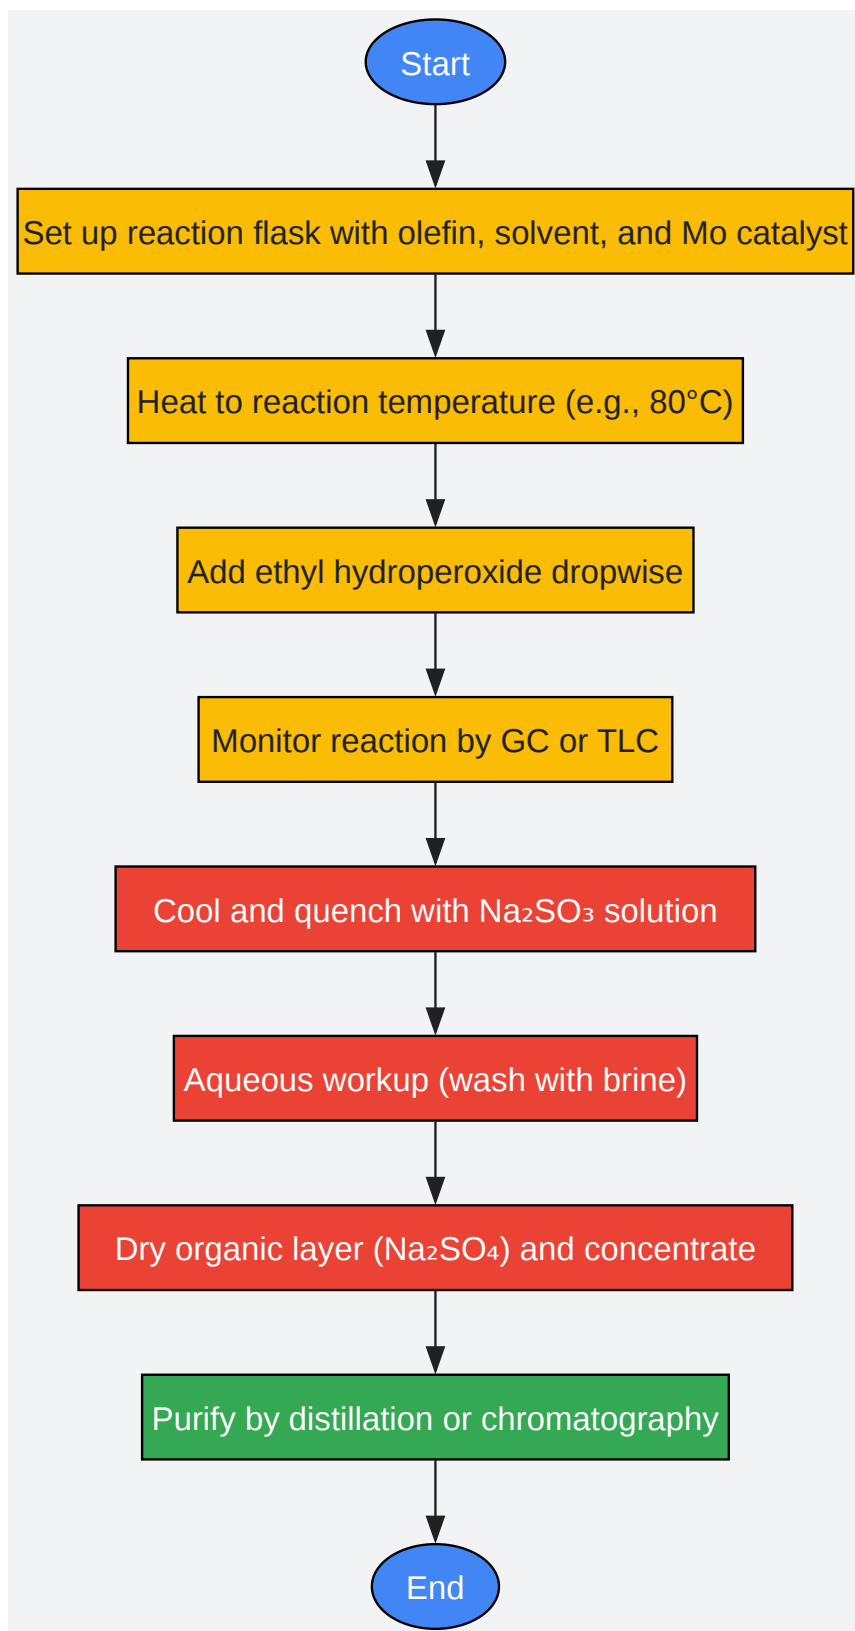 Start
Set up reaction flask with olefin, solvent, and Mo catalyst
Heat to reaction temperature (e.g., 80°C)
Add ethyl hydroperoxide dropwise
Monitor reaction by GC or TLC
Cool and quench with Na₂SO₃ solution
Aqueous workup (wash with brine)
Dry organic layer (Na₂SO₄) and concentrate
Purify by distillation or chromatography
End